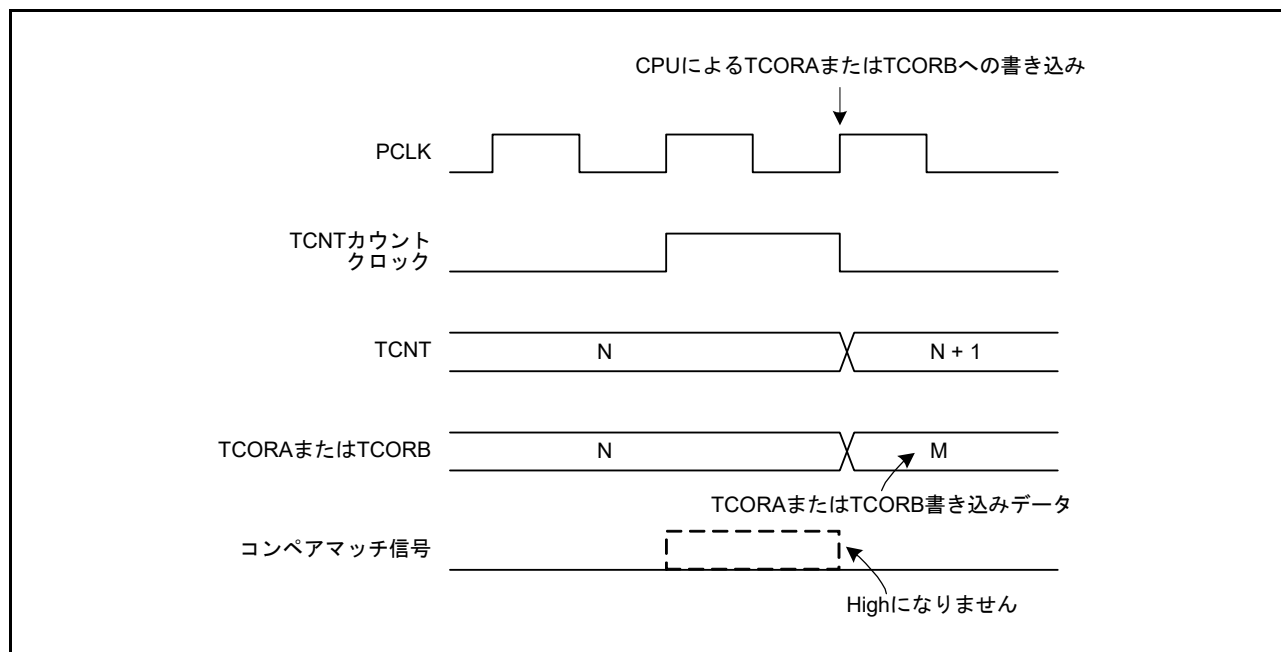 CPUによるTCORAまたはTCORBへの書き込み
PCLK
TCNTカウント
クロック
TCNT
N
N + 1
TCORAまたはTCORB
N
M
TCORAまたはTCORB書き込みデータ
コンペアマッチ信号
Highになりません